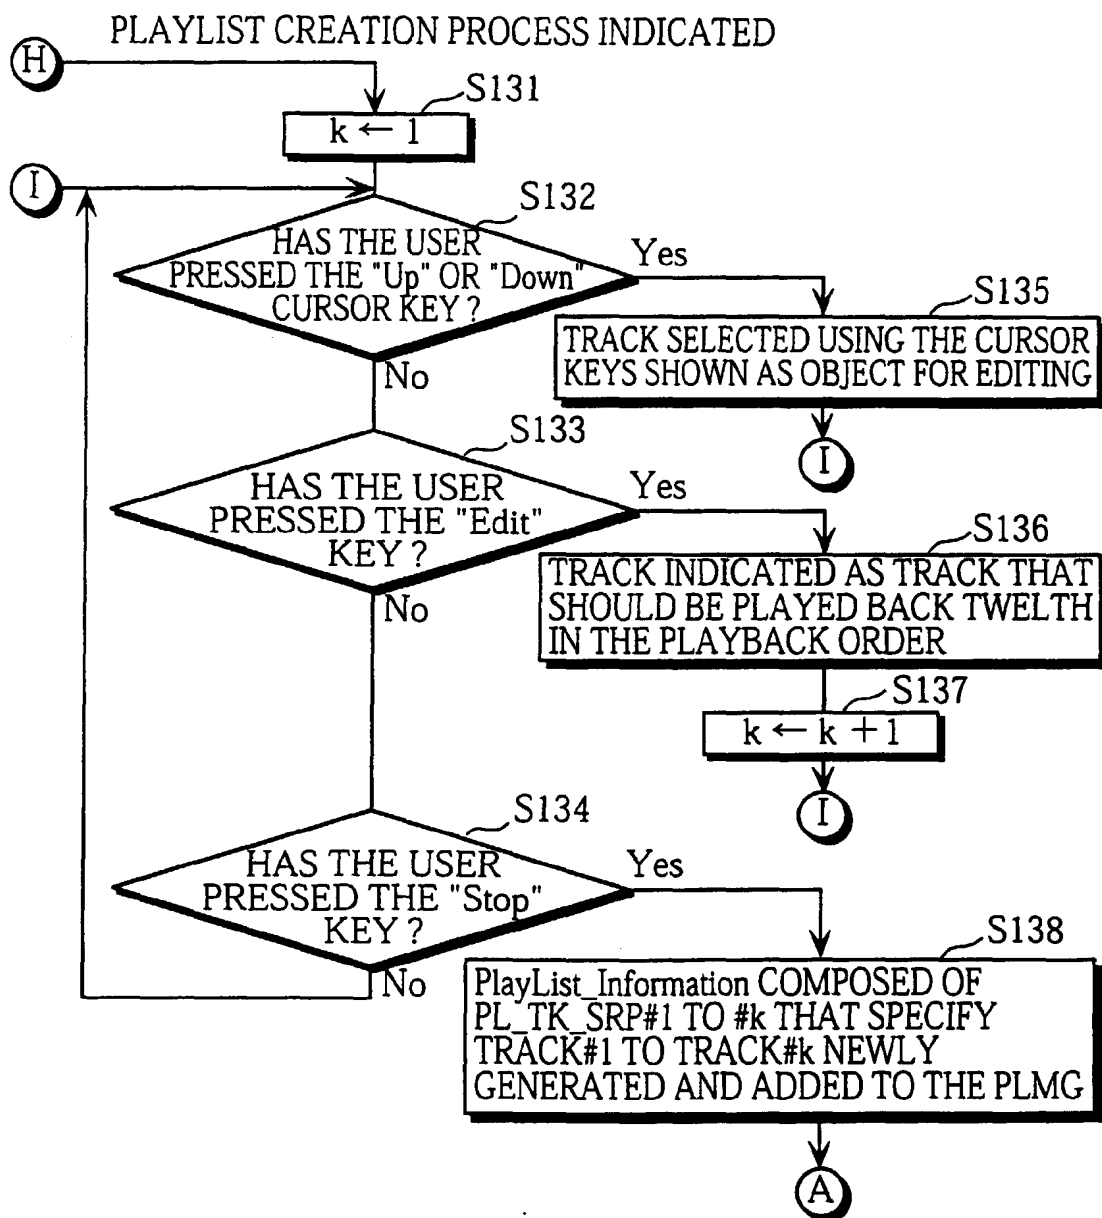 PLAYLIST CREATION PROCESS INDICATED
H
S131
k ← 1
I
S132
HAS THE USER
PRESSED THE "Up" OR "Down"
CURSOR KEY ?
Yes
No
S135
TRACK SELECTED USING THE CURSOR
KEYS SHOWN AS OBJECT FOR EDITING
I
S133
HAS THE USER
PRESSED THE "Edit"
KEY ?
Yes
No
S136
TRACK INDICATED AS TRACK THAT
SHOULD BE PLAYED BACK TWELTH
IN THE PLAYBACK ORDER
S137
k ← k + 1
I
S134
HAS THE USER
PRESSED THE "Stop"
KEY ?
Yes
No
S138
PlayList_Information COMPOSED OF
PL_TK_SRP#1 TO #k THAT SPECIFY
TRACK#1 TO TRACK#k NEWLY
GENERATED AND ADDED TO THE PLMG
A